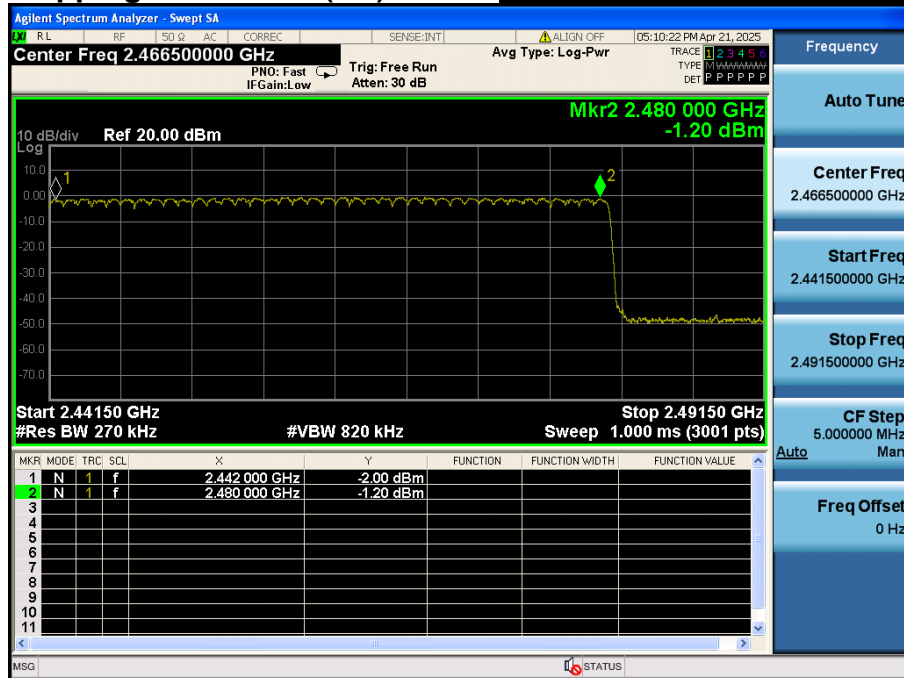 Agilent Spectrum Analyzer - Swept SA
LXI RL RF 50 Ω AC CORREC SENSE:INT ALIGN OFF 05:10:22 PM Apr 21, 2025
Center Freq 2.466500000 GHz
PNO: Fast
IFGain:Low
Trig: Free Run
Atten: 30 dB
Avg Type: Log-Pwr
TRACE 1 2 3 4 5 6
TYPE M WWWWW
DET P P P P P P
Mkr2 2.480 000 GHz
-1.20 dBm
10 dB/div Ref 20.00 dBm
Log
10.0
0.00
-10.0
-20.0
-30.0
-40.0
-50.0
-60.0
-70.0
1
2
Start 2.44150 GHz Stop 2.49150 GHz
#Res BW 270 kHz #VBW 820 kHz Sweep 1.000 ms (3001 pts)
MKR MODE TRC SCL X Y FUNCTION FUNCTION WIDTH FUNCTION VALUE
1 N 1 f 2.442 000 GHz -2.00 dBm
2 N 1 f 2.480 000 GHz -1.20 dBm
3
4
5
6
7
8
9
10
11
MSG STATUS
Frequency
Auto Tune
Center Freq
2.466500000 GHz
Start Freq
2.441500000 GHz
Stop Freq
2.491500000 GHz
CF Step
5.000000 MHz
Auto Man
Freq Offset
0 Hz